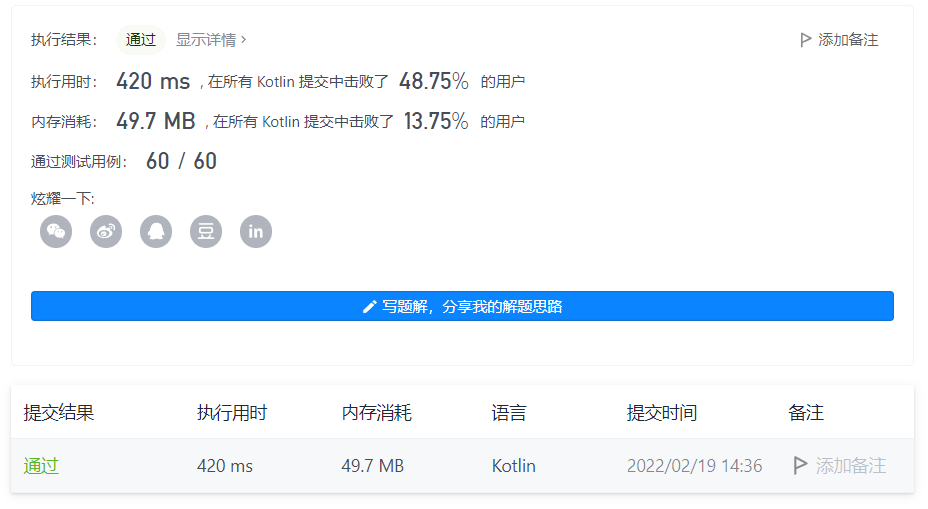 执行结果： 通过 显示详情 › 添加备注
执行用时： 420 ms , 在所有 Kotlin 提交中击败了 48.75% 的用户
内存消耗： 49.7 MB , 在所有 Kotlin 提交中击败了 13.75% 的用户
通过测试用例： 60 / 60
炫耀一下:
豆 in
写题解，分享我的解题思路
提交结果 执行用时 内存消耗 语言 提交时间 备注
通过 420 ms 49.7 MB Kotlin 2022/02/19 14:36 添加备注